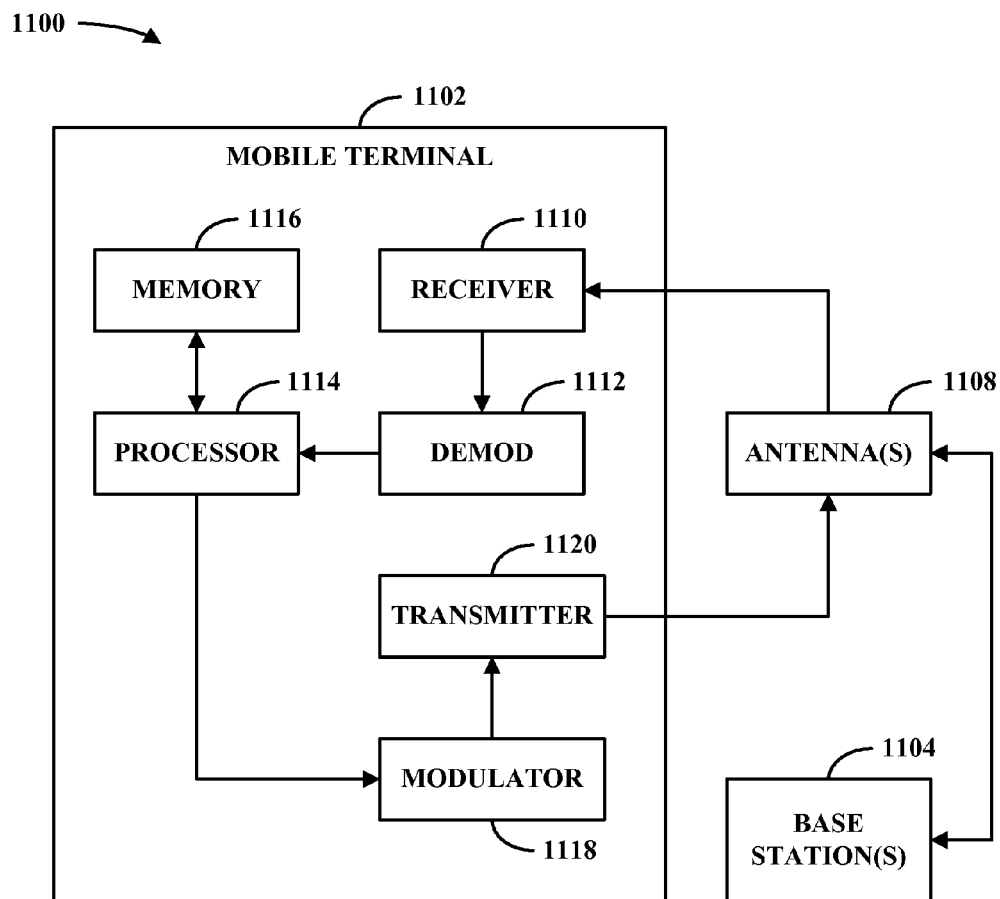 1100
1102
MOBILE TERMINAL
1116
1110
MEMORY
RECEIVER
1114
1112
1108
PROCESSOR
DEMOD
ANTENNA(S)
1120
TRANSMITTER
1104
MODULATOR
BASE
STATION(S)
1118